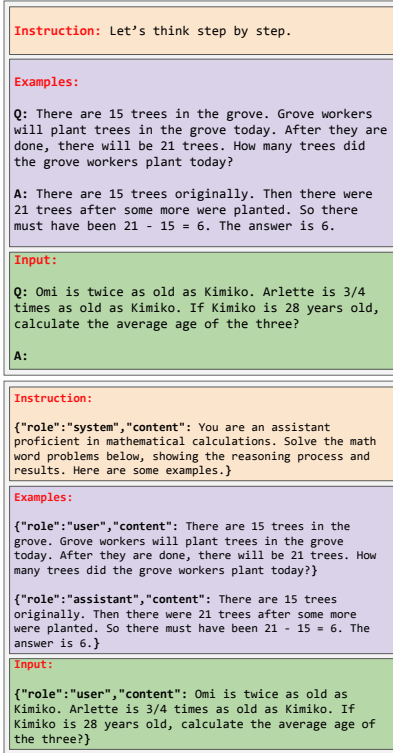 Instruction: Let's think step by step.
Examples:
Q: There are 15 trees in the grove. Grove workers
will plant trees in the grove today. After they are
done, there will be 21 trees. How many trees did
the grove workers plant today?
A: There are 15 trees originally. Then there were
21 trees after some more were planted. So there
must have been 21 - 15 = 6. The answer is 6.
Input:
Q: Omi is twice as old as Kimiko. Arlette is 3/4
times as old as Kimiko. If Kimiko is 28 years old,
calculate the average age of the three?
A:
Instruction:
{"role":"system","content": You are an assistant
proficient in mathematical calculations. Solve the math
word problems below, showing the reasoning process and
results. Here are some examples.}
Examples:
{"role":"user","content": There are 15 trees in the
grove. Grove workers will plant trees in the grove
today. After they are done, there will be 21 trees. How
many trees did the grove workers plant today?}
{"role":"assistant","content": There are 15 trees
originally. Then there were 21 trees after some more
were planted. So there must have been 21 - 15 = 6. The
answer is 6.}
Input:
{"role":"user","content": Omi is twice as old as
Kimiko. Arlette is 3/4 times as old as Kimiko. If
Kimiko is 28 years old, calculate the average age of
the three?}